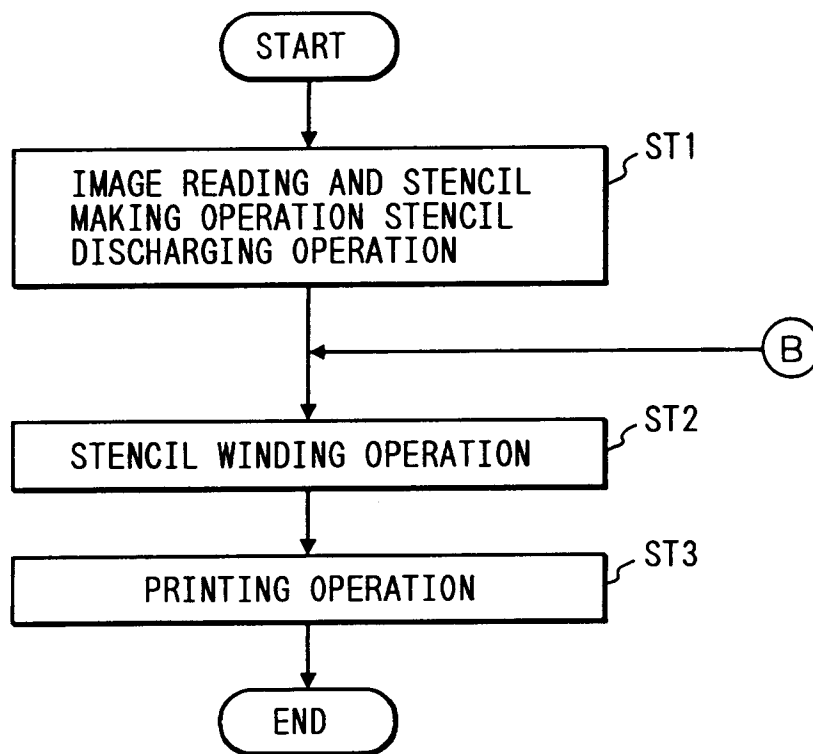 START
ST1
IMAGE READING AND STENCIL
MAKING OPERATION STENCIL
DISCHARGING OPERATION
B
ST2
STENCIL WINDING OPERATION
ST3
PRINTING OPERATION
END